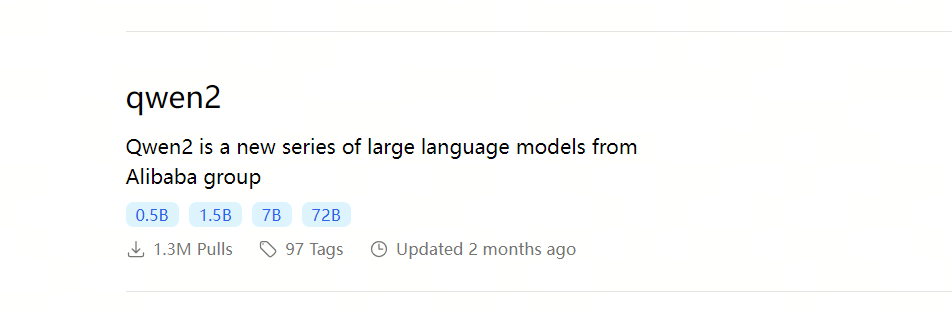 qwen2
Qwen2 is a new series of large language models from
Alibaba group
0.5B 1.5B 7B 72B
1.3M Pulls 97 Tags Updated 2 months ago